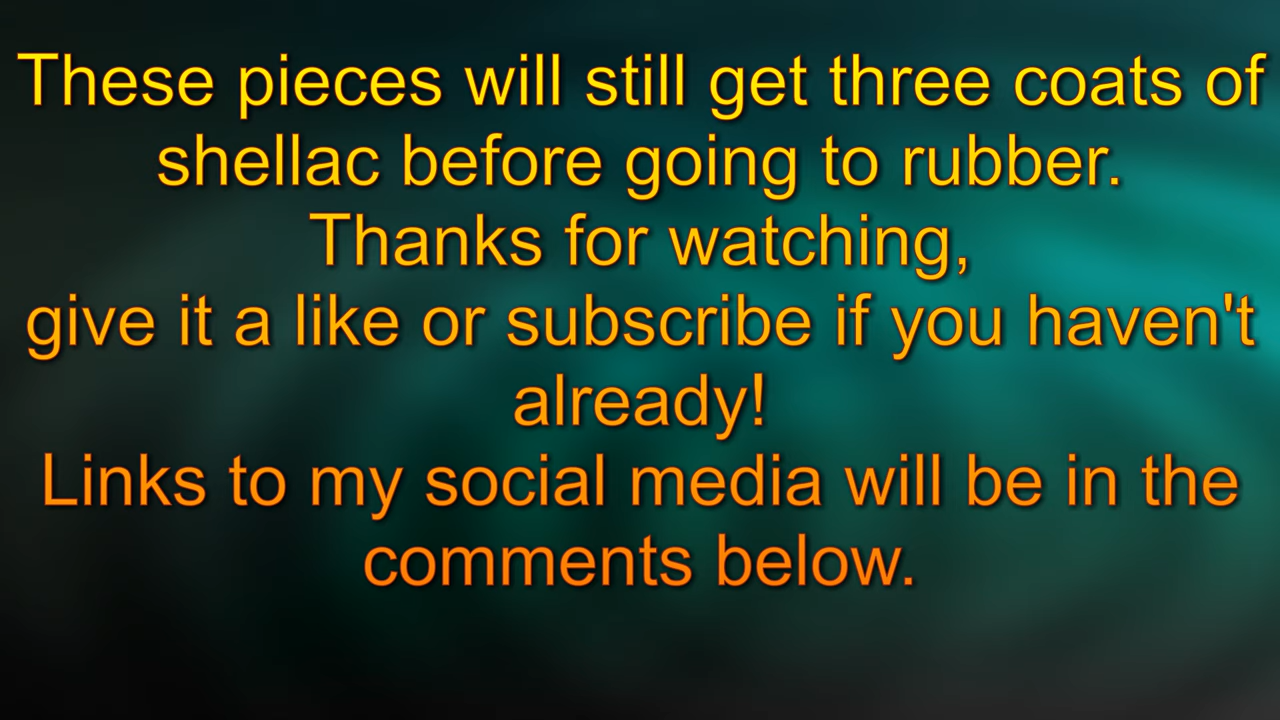 These pieces will still get three coats of
shellac before going to rubber.
Thanks for watching,
give it a like or subscribe if you haven't
already!
Links to my social media will be in the
comments below.